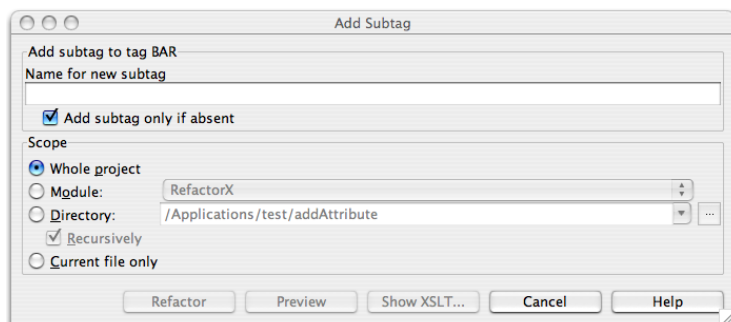 Add Subtag
Add subtag to tag BAR
Name for new subtag
Add subtag only if absent
Scope
Whole project
Module: RefactorX
Directory: /Applications/test/addAttribute ...
Recursively
Current file only
Refactor Preview Show XSLT... Cancel Help